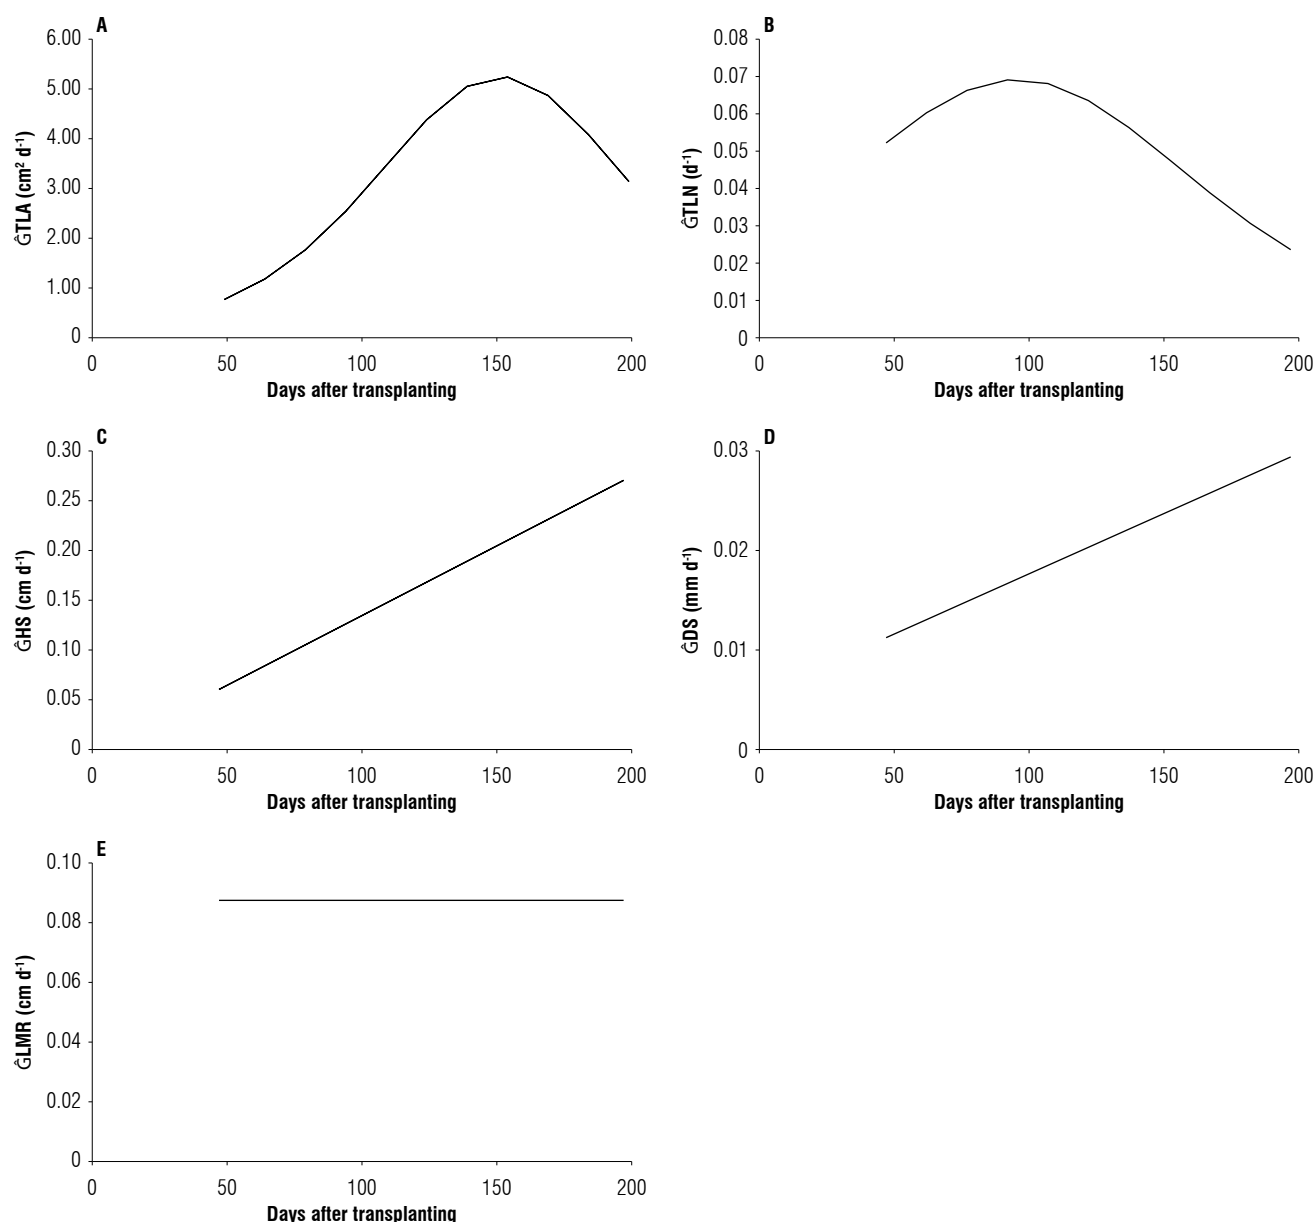 A
6.00
5.00
4.00
3.00
2.00
1.00
0
ĜTLA (cm² d⁻¹)
0 50 100 150 200
Days after transplanting
B
0.08
0.07
0.06
0.05
0.04
0.03
0.02
0.01
0
ĜTLN (d⁻¹)
0 50 100 150 200
Days after transplanting
C
0.30
0.25
0.20
0.15
0.10
0.05
0
ĜHS (cm d⁻¹)
0 50 100 150 200
Days after transplanting
D
0.03
0.02
0.01
0
ĜDS (mm d⁻¹)
0 50 100 150 200
Days after transplanting
E
0.10
0.08
0.06
0.04
0.02
0
ĜLMR (cm d⁻¹)
0 50 100 150 200
Days after transplanting